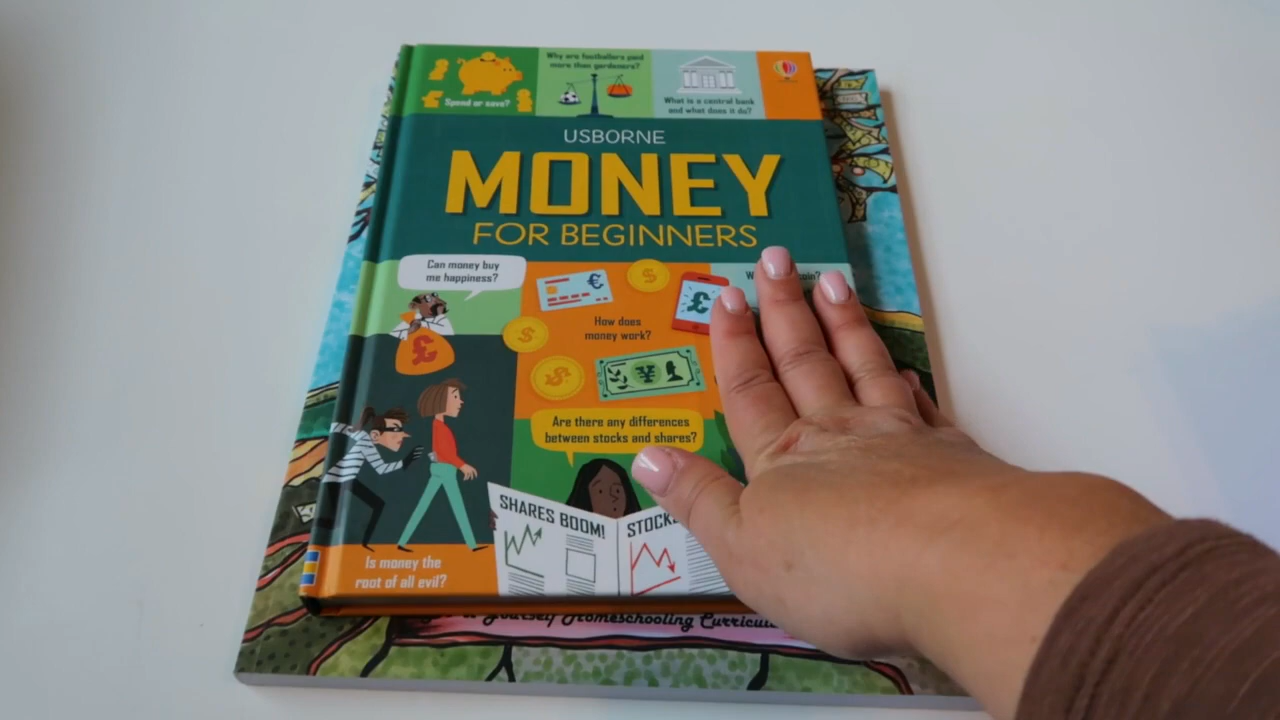 Why are footballers paid
more than gardeners?
Spend or save?
What is a central bank
and what does it do?
USBORNE
MONEY
FOR BEGINNERS
Can money buy
me happiness?
€
$
£
How does
money work?
$
£
$
¥
Are there any differences
between stocks and shares?
SHARES BOOM!
STOCK
Is money the
root of all evil?
Yourself Homeschooling